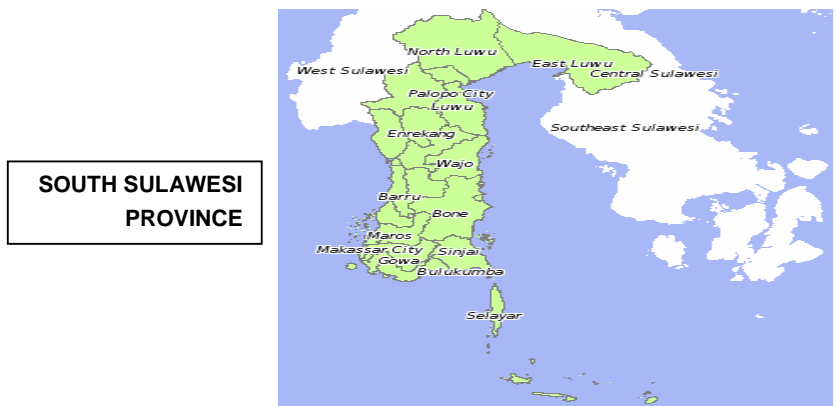 SOUTH SULAWESI
PROVINCE
North Luwu
East Luwu
West Sulawesi
Central Sulawesi
Palopo City
Luwu
Southeast Sulawesi
Enrekang
Wajo
Barru
Bone
Maros
Makassar City
Sinjai
Gowa
Bulukumba
Selayar